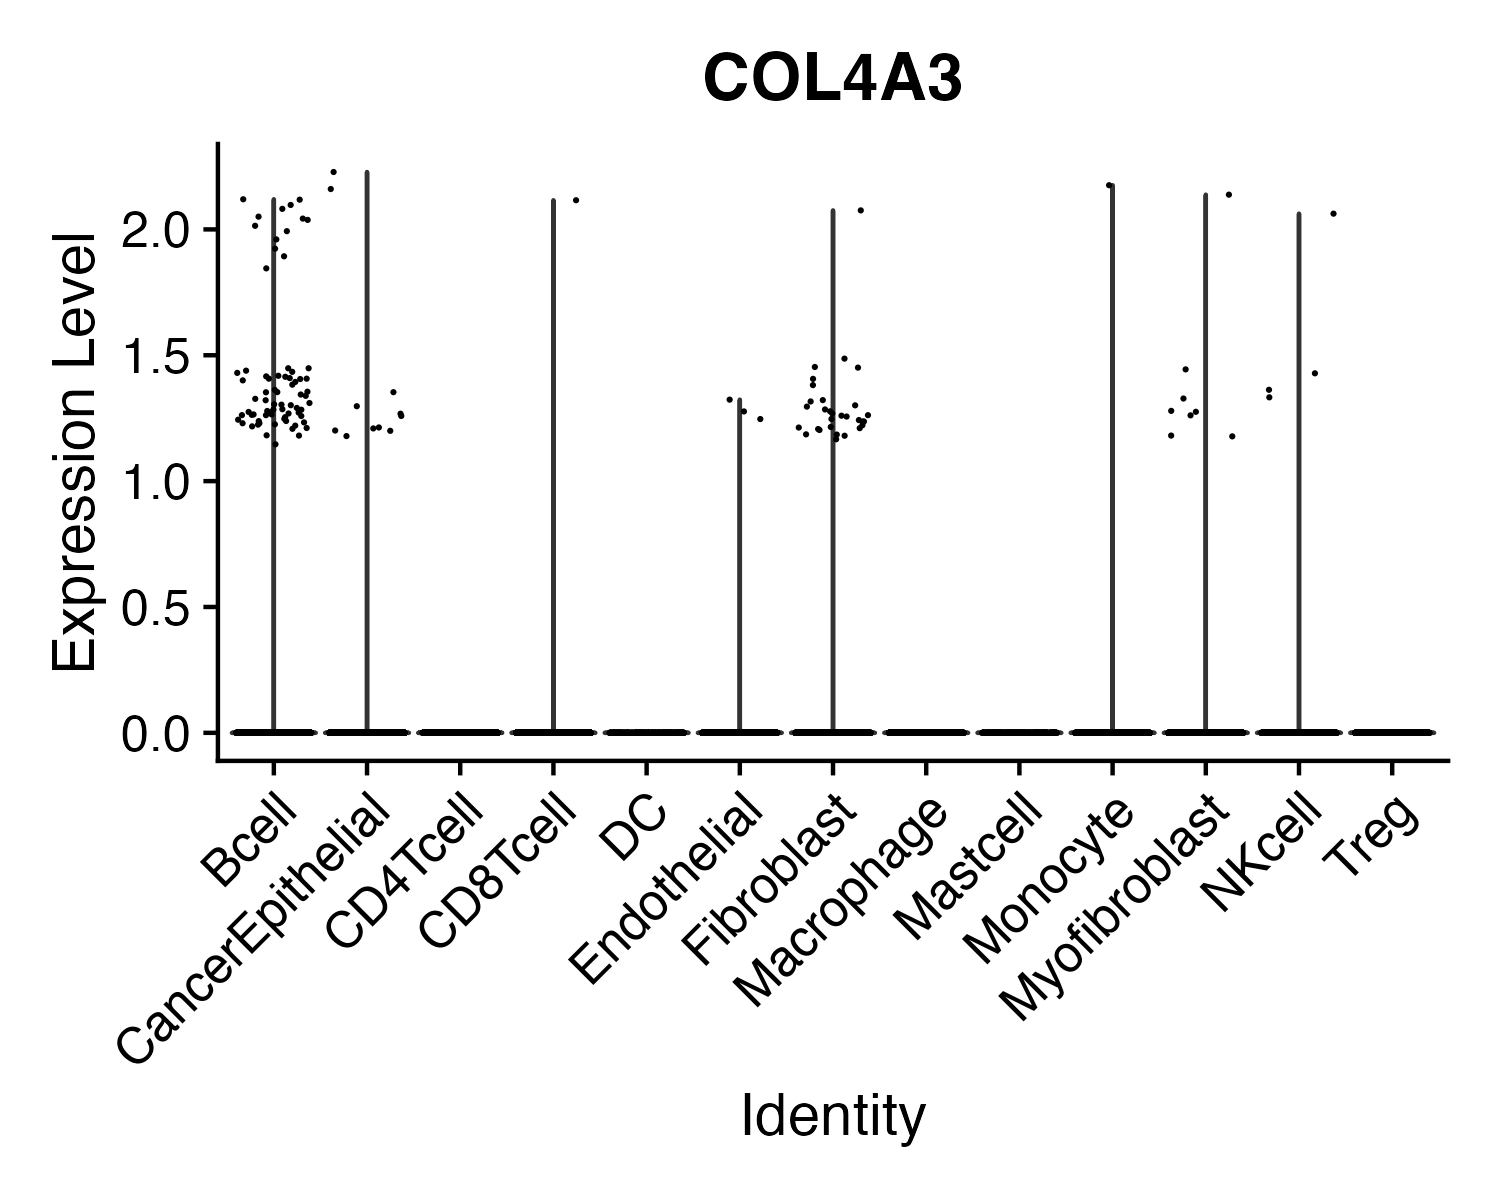 COL4A3
Expression Level
2.0
1.5
1.0
0.5
0.0
Bcell
CancerEpithelial
CD4Tcell
CD8Tcell
DC
Endothelial
Fibroblast
Macrophage
Mastcell
Monocyte
Myofibroblast
NKcell
Treg
Identity